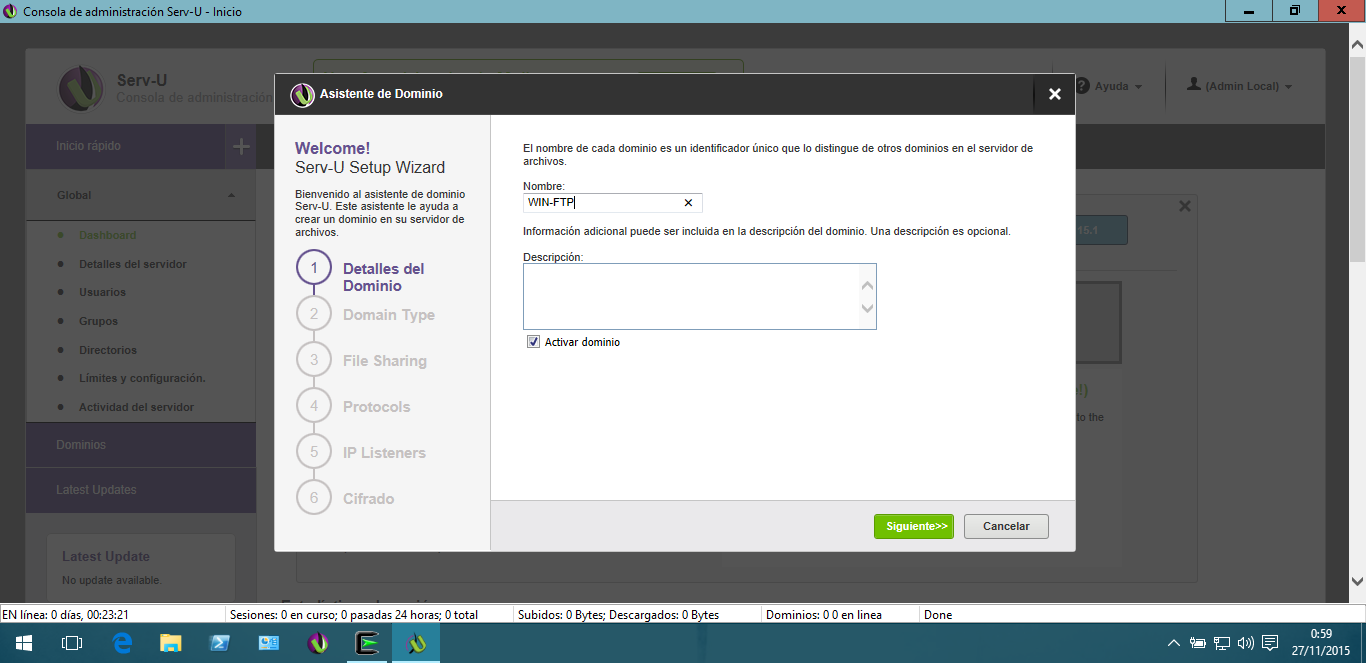 Consola de administración Serv-U - Inicio
Serv-U
Consola de administración
Ayuda
(Admin Local)
Inicio rápido
Global
Dashboard
Detalles del servidor
Usuarios
Grupos
Directorios
Límites y configuración.
Actividad del servidor
Dominios
Latest Updates
Latest Update
No update available.
Asistente de Dominio
Welcome!
Serv-U Setup Wizard
Bienvenido al asistente de dominio
Serv-U. Este asistente le ayuda a
crear un dominio en su servidor de
archivos.
1
Detalles del
Dominio
2
Domain Type
3
File Sharing
4
Protocols
5
IP Listeners
6
Cifrado
El nombre de cada dominio es un identificador único que lo distingue de otros dominios en el servidor de
archivos.
Nombre:
WIN-FTP
Información adicional puede ser incluida en la descripción del dominio. Una descripción es opcional.
Descripción:
Activar dominio
Siguiente>>
Cancelar
15.1
!)
to the
EN línea: 0 días, 00:23:21
Sesiones: 0 en curso; 0 pasadas 24 horas; 0 total
Subidos: 0 Bytes; Descargados: 0 Bytes
Dominios: 0 0 en linea
Done
0:59
27/11/2015